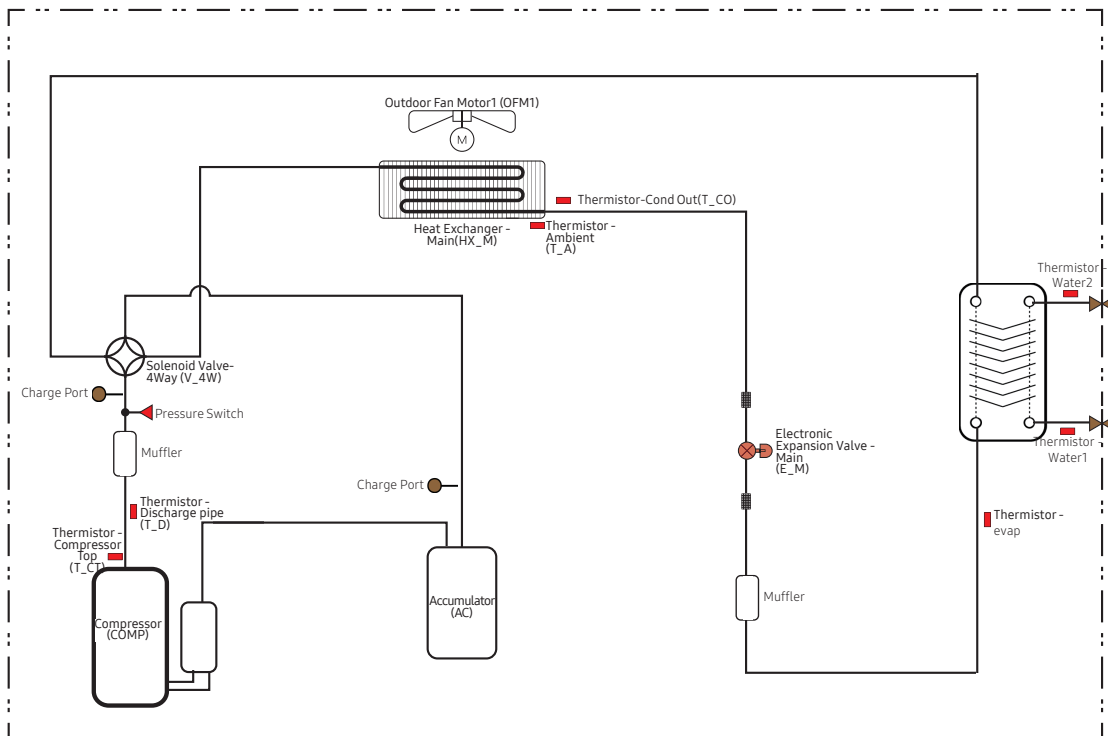 Outdoor Fan Motor1 (OFM1)
M
Thermistor-Cond Out(T_CO)
Heat Exchanger -
Main(HX_M)
Thermistor -
Ambient
(T_A)
Thermistor -
Water2
Solenoid Valve-
4Way (V_4W)
Charge Port
Pressure Switch
Muffler
Electronic
Expansion Valve -
Main
(E_M)
Thermistor -
Water1
Charge Port
Thermistor -
Discharge pipe
(T_D)
Thermistor -
evap
Thermistor -
Compressor
Top
(T_CT)
Compressor
(COMP)
Accumulator
(AC)
Muffler